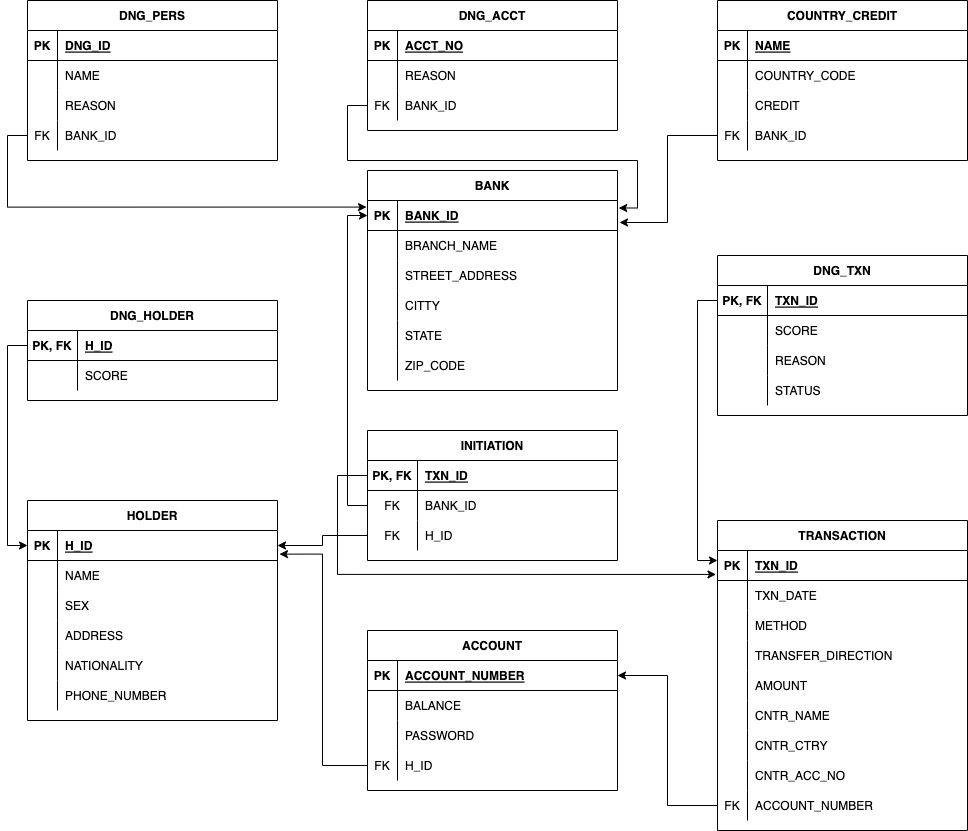 DNG_PERS
PK DNG_ID
NAME
REASON
FK BANK_ID
DNG_ACCT
PK ACCT_NO
REASON
FK BANK_ID
COUNTRY_CREDIT
PK NAME
COUNTRY_CODE
CREDIT
FK BANK_ID
BANK
PK BANK_ID
BRANCH_NAME
STREET_ADDRESS
CITTY
STATE
ZIP_CODE
DNG_TXN
PK, FK TXN_ID
SCORE
REASON
STATUS
DNG_HOLDER
PK, FK H_ID
SCORE
INITIATION
PK, FK TXN_ID
FK BANK_ID
FK H_ID
HOLDER
PK H_ID
NAME
SEX
ADDRESS
NATIONALITY
PHONE_NUMBER
TRANSACTION
PK TXN_ID
TXN_DATE
METHOD
TRANSFER_DIRECTION
AMOUNT
CNTR_NAME
CNTR_CTRY
CNTR_ACC_NO
FK ACCOUNT_NUMBER
ACCOUNT
PK ACCOUNT_NUMBER
BALANCE
PASSWORD
FK H_ID